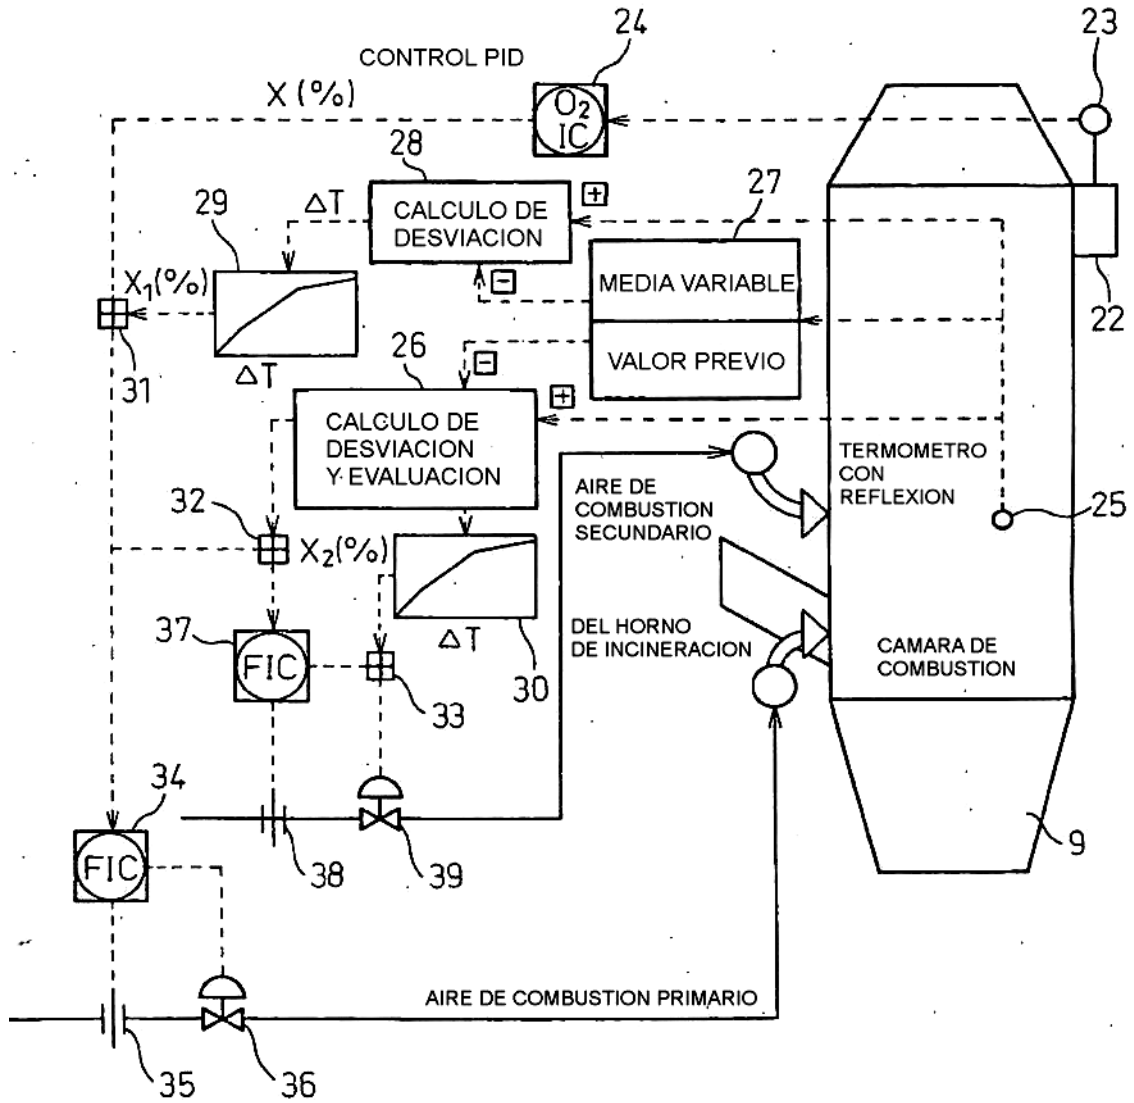 24
23
CONTROL PID
X (%)
O2
IC
28
27
+
29
ΔT
CALCULO DE
DESVIACION
X1(%)
−
MEDIA VARIABLE
22
31
ΔT
26
−
VALOR PREVIO
+
CALCULO DE
DESVIACION
Y EVALUACION
TERMOMETRO
CON
REFLEXION
25
AIRE DE
COMBUSTION
SECUNDARIO
32
X2(%)
37
FIC
ΔT
DEL HORNO
DE INCINERACION
CAMARA DE
COMBUSTION
30
33
34
FIC
38
39
9
AIRE DE COMBUSTION PRIMARIO
35
36